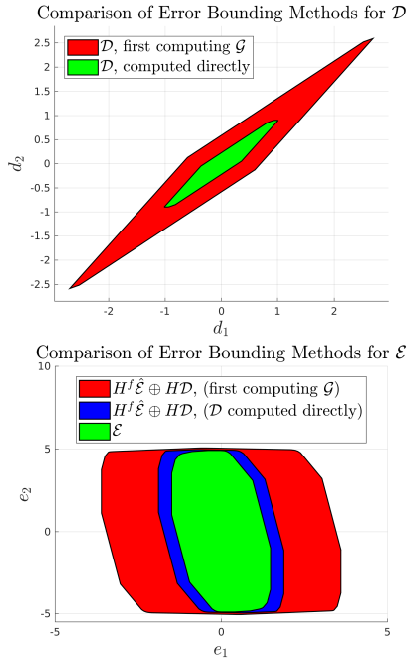 Comparison of Error Bounding Methods for 𝒟
2.5
𝒟, first computing 𝒢
2
𝒟, computed directly
1.5
1
0.5
d₂
0
-0.5
-1
-1.5
-2
-2.5
-2 -1 0 1 2
d₁
Comparison of Error Bounding Methods for ℰ
10
H^f ℰ̂ ⊕ H𝒟, (first computing 𝒢)
H^f ℰ̂ ⊕ H𝒟, (𝒟 computed directly)
ℰ
5
e₂
0
-5
-5 0 5
e₁